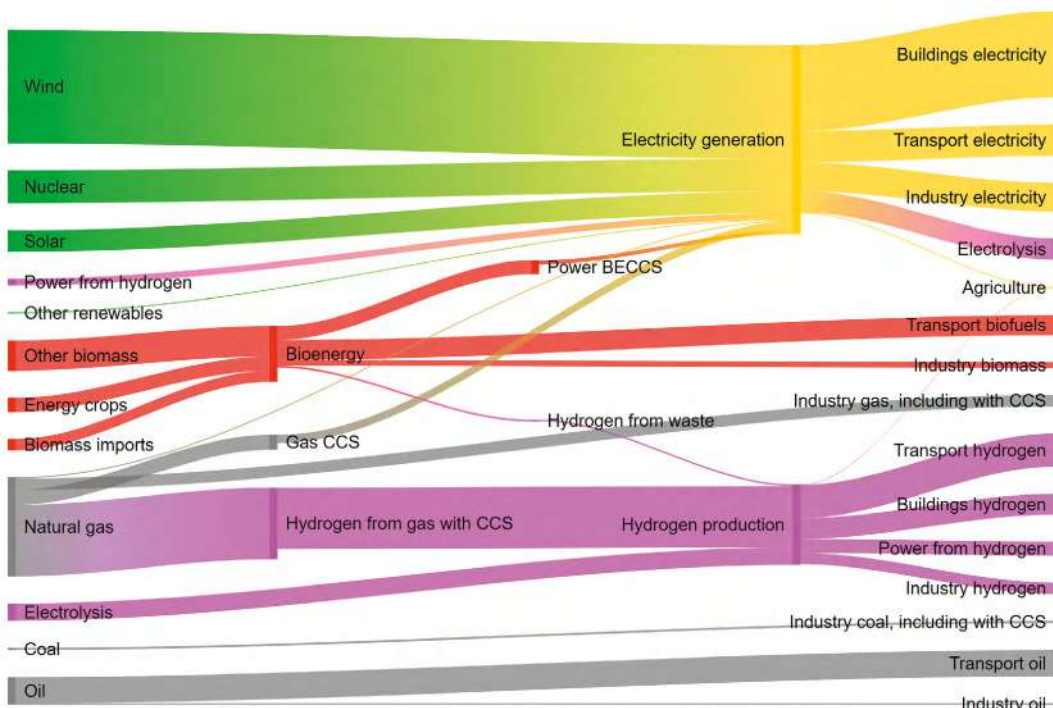 Wind
Nuclear
Solar
Power from hydrogen
Other renewables
Other biomass
Energy crops
Biomass imports
Natural gas
Electrolysis
Coal
Oil
Bioenergy
Gas CCS
Hydrogen from gas with CCS
Power BECCS
Hydrogen from waste
Electricity generation
Hydrogen production
Buildings electricity
Transport electricity
Industry electricity
Electrolysis
Agriculture
Transport biofuels
Industry biomass
Industry gas, including with CCS
Transport hydrogen
Buildings hydrogen
Power from hydrogen
Industry hydrogen
Industry coal, including with CCS
Transport oil
Industry oil